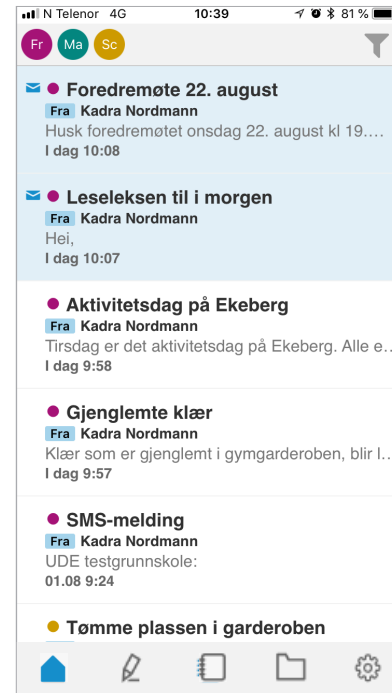 N Telenor 4G 10:39 81 %
Fr Ma Sc
Foredremøte 22. august
Fra Kadra Nordmann
Husk foredremøtet onsdag 22. august kl 19....
I dag 10:08
Leseleksen til i morgen
Fra Kadra Nordmann
Hei,
I dag 10:07
Aktivitetsdag på Ekeberg
Fra Kadra Nordmann
Tirsdag er det aktivitetsdag på Ekeberg. Alle e...
I dag 9:58
Gjenglemte klær
Fra Kadra Nordmann
Klær som er gjenglemt i gymgarderoben, blir l...
I dag 9:57
SMS-melding
Fra Kadra Nordmann
UDE testgrunnskole:
01.08 9:24
Tømme plassen i garderoben